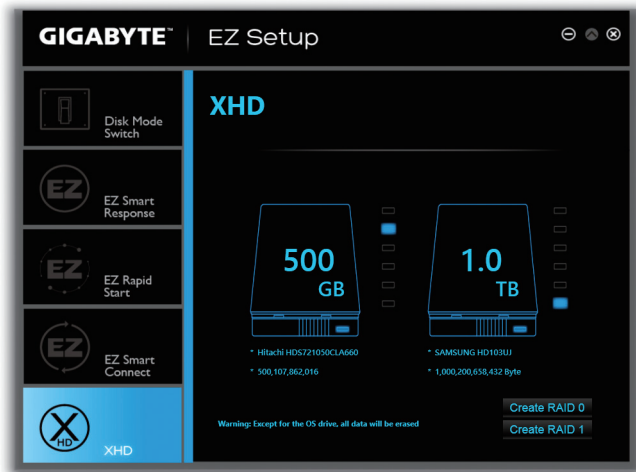 GIGABYTE™ EZ Setup
Disk Mode
Switch
EZ
EZ Smart
Response
EZ
EZ Rapid
Start
EZ
EZ Smart
Connect
X
HD
XHD
XHD
500
GB
1.0
TB
* Hitachi HDS721050CLA660
* 500,107,862,016
* SAMSUNG HD103UJ
* 1,000,200,658,432 Byte
Warning: Except for the OS drive, all data will be erased
Create RAID 0
Create RAID 1